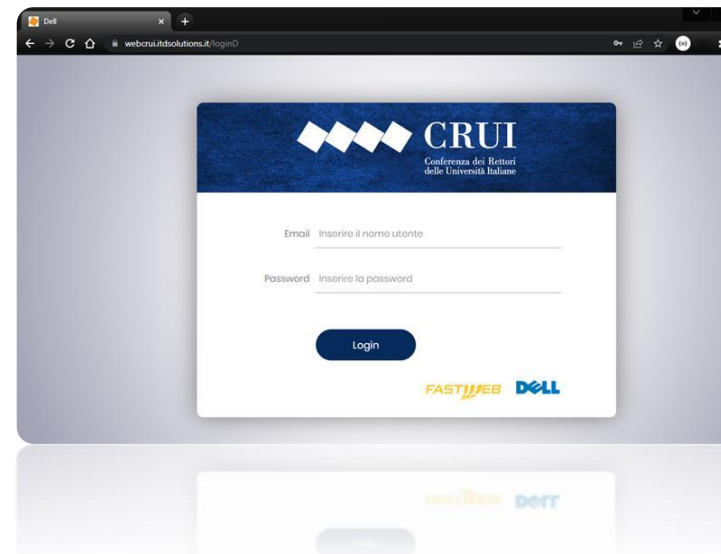 Dell
webcrui.itdsolutions.it/loginD
CRUI
Conferenza dei Rettori
delle Università Italiane
Email Inserire il nome utente
Password Inserire la password
Login
FASTWEB DELL